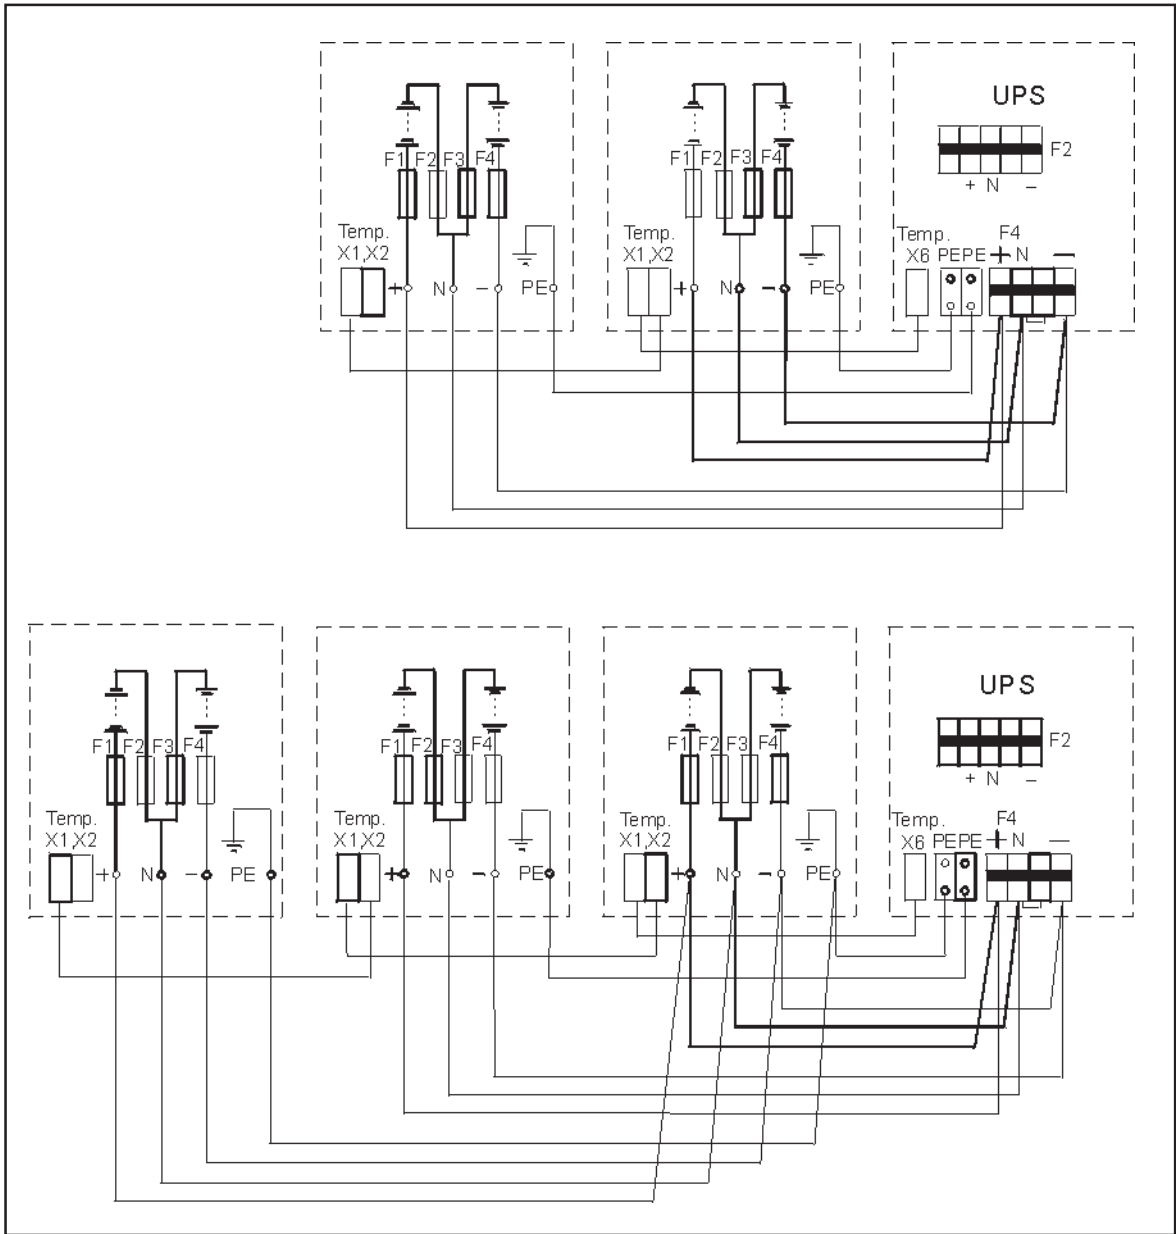 UPS
F2
+ N −
F1 F2 F3 F4
F1 F2 F3 F4
Temp.
X1,X2
+ N − PE
Temp.
X1,X2
+ N − PE
Temp.
X6 PE PE
F4
+ N −
UPS
F2
+ N −
F1 F2 F3 F4
F1 F2 F3 F4
F1 F2 F3 F4
Temp.
X1,X2
+ N − PE
Temp.
X1,X2
+ N − PE
Temp.
X1,X2
+ N − PE
Temp.
X6 PE PE
F4
+ N −